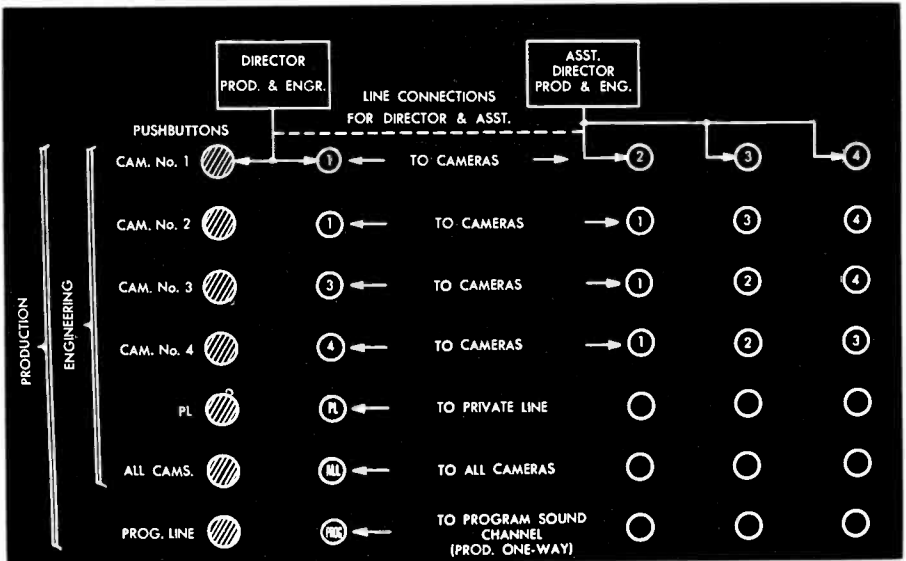 DIRECTOR
PROD. & ENGR.
ASST.
DIRECTOR
PROD & ENG.
LINE CONNECTIONS
FOR DIRECTOR & ASST.
PUSHBUTTONS
CAM. No. 1 1 TO CAMERAS 2 3 4
CAM. No. 2 1 TO CAMERAS 1 3 4
CAM. No. 3 3 TO CAMERAS 1 2 4
CAM. No. 4 4 TO CAMERAS 1 2 3
PL PL TO PRIVATE LINE
ALL CAMS. ALL TO ALL CAMERAS
PROG. LINE PROG TO PROGRAM SOUND
CHANNEL
(PROD. ONE-WAY)
PRODUCTION
ENGINEERING